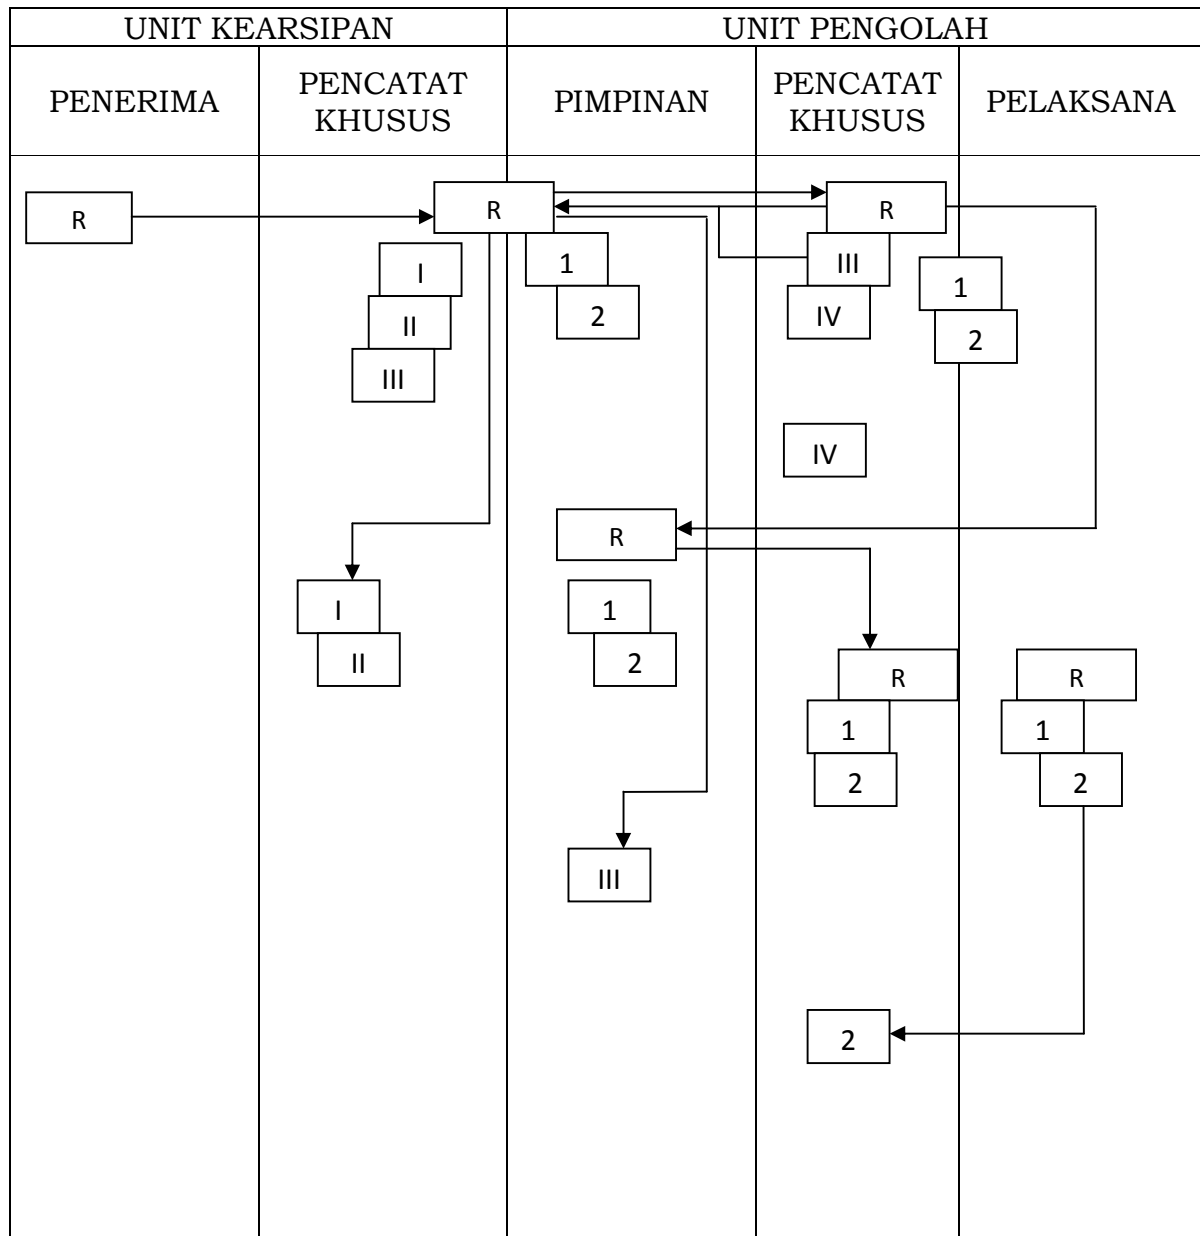 UNIT KEARSIPAN
UNIT PENGOLAH
PENERIMA
PENCATAT
KHUSUS
PIMPINAN
PENCATAT
KHUSUS
PELAKSANA
R
R
R
I
1
III
1
II
2
IV
2
III
IV
R
I
1
II
2
R
R
1
1
2
2
III
2